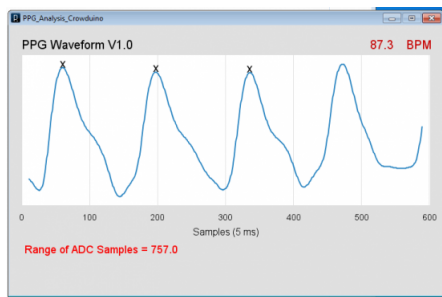 PPG_Analysis_Crowduino
PPG Waveform V1.0
87.3 BPM
X X X
0 100 200 300 400 500 600
Samples (5 ms)
Range of ADC Samples = 757.0